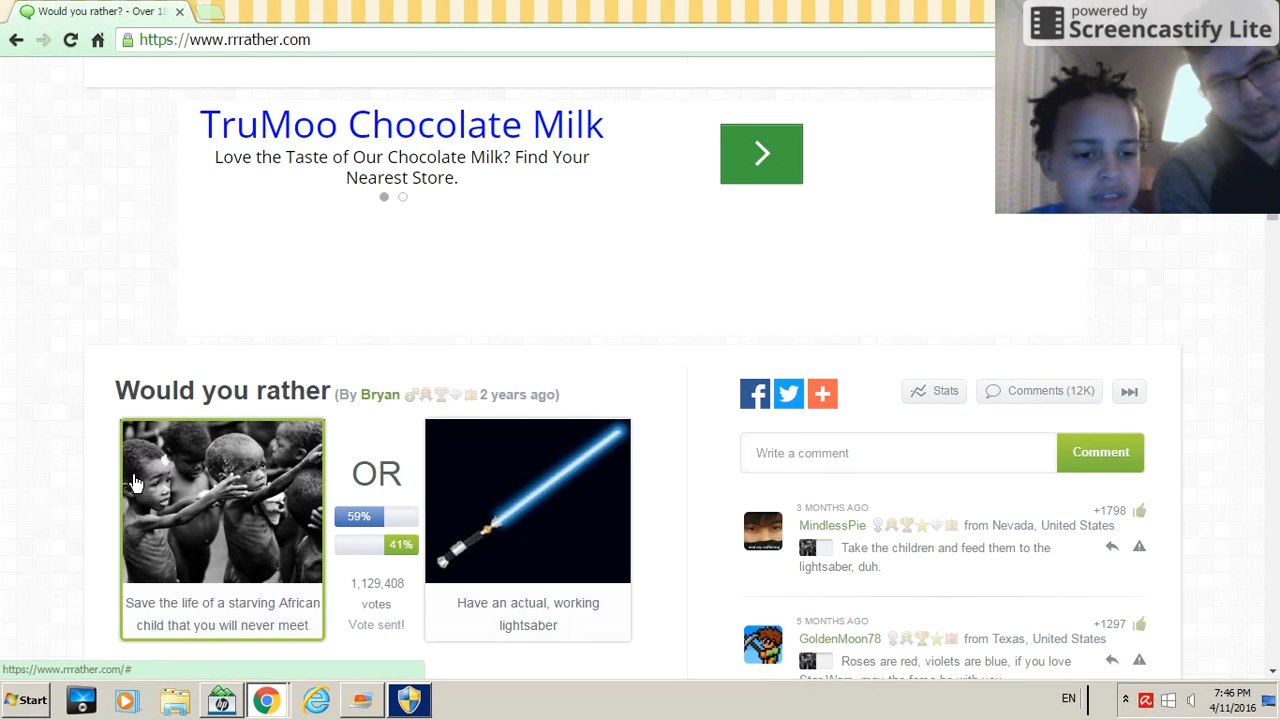 Would you rather? - Over 18
powered by
Screencastify Lite
https://www.rrrather.com
TruMoo Chocolate Milk
Love the Taste of Our Chocolate Milk? Find Your
Nearest Store.
Would you rather (By Bryan 2 years ago)
OR
59%
41%
1,129,408
votes
Vote sent!
Save the life of a starving African
child that you will never meet
Have an actual, working
lightsaber
Stats
Comments (12K)
Write a comment
Comment
3 MONTHS AGO
+1798
MindlessPie from Nevada, United States
Take the children and feed them to the
lightsaber, duh.
5 MONTHS AGO
+1297
GoldenMoon78 from Texas, United States
Roses are red, violets are blue, if you love
https://www.rrrather.com/#
Start
hp
EN
7:46 PM
4/11/2016